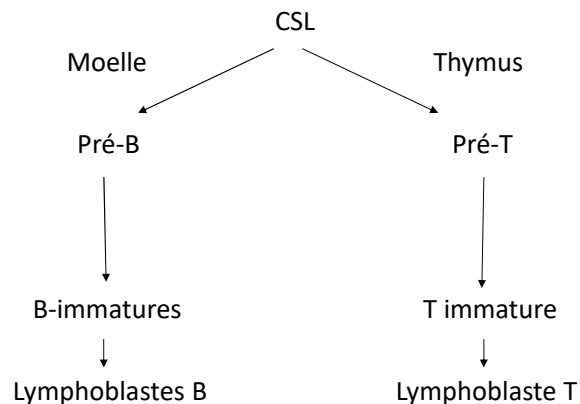 CSL
Moelle Thymus
Pré-B Pré-T
B-immatures T immature
Lymphoblastes B Lymphoblaste T